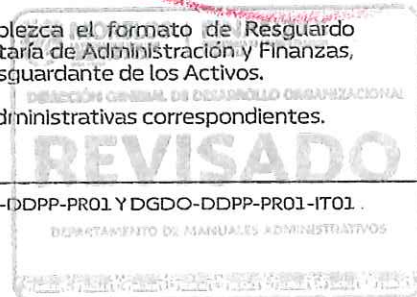 blezca el formato de Resguardo
taría de Administración y Finanzas,
sguardante de los Activos.
DIRECCIÓN GENERAL DE DESARROLLO ORGANIZACIONAL
dministrativas correspondientes.
REVISADO
-DDPP-PR01 Y DGDO-DDPP-PR01-IT01.
DEPARTAMENTO DE MANUALES ADMINISTRATIVOS